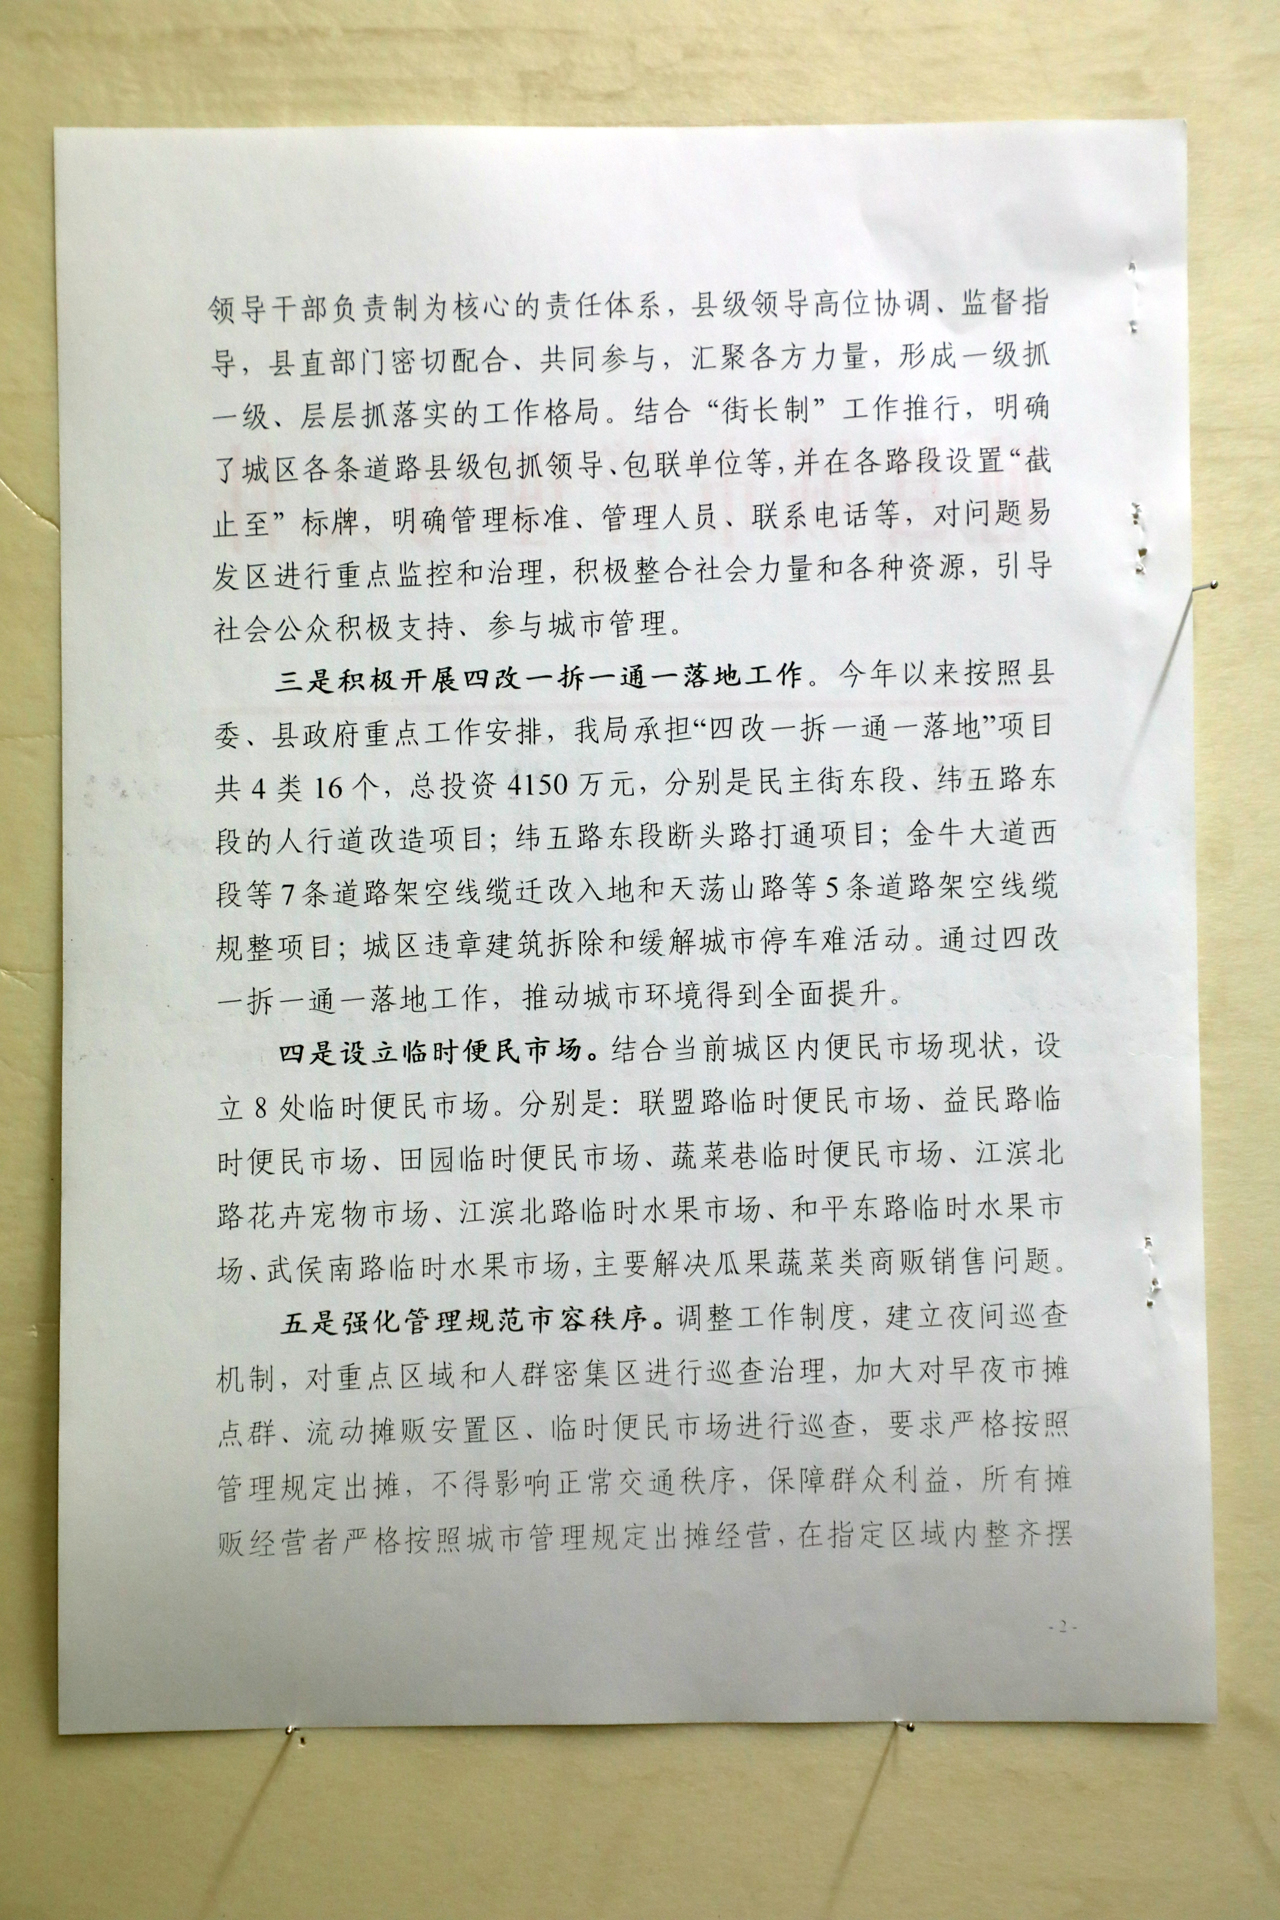 领导干部负责制为核心的责任体系，县级领导高位协调、监督指
导，县直部门密切配合、共同参与，汇聚各方力量，形成一级抓
一级、层层抓落实的工作格局。结合“街长制”工作推行，明确
了城区各条道路县级包抓领导、包联单位等，并在各路段设置“截
止至”标牌，明确管理标准、管理人员、联系电话等，对问题易
发区进行重点监控和治理，积极整合社会力量和各种资源，引导
社会公众积极支持、参与城市管理。
三是积极开展四改一拆一通一落地工作。今年以来按照县
委、县政府重点工作安排，我局承担“四改一拆一通一落地”项目
共 4 类 16 个，总投资 4150 万元，分别是民主街东段、纬五路东
段的人行道改造项目；纬五路东段断头路打通项目；金牛大道西
段等 7 条道路架空线缆迁改入地和天荡山路等 5 条道路架空线缆
规整项目；城区违章建筑拆除和缓解城市停车难活动。通过四改
一拆一通一落地工作，推动城市环境得到全面提升。
四是设立临时便民市场。结合当前城区内便民市场现状，设
立 8 处临时便民市场。分别是：联盟路临时便民市场、益民路临
时便民市场、田园临时便民市场、蔬菜巷临时便民市场、江滨北
路花卉宠物市场、江滨北路临时水果市场、和平东路临时水果市
场、武侯南路临时水果市场，主要解决瓜果蔬菜类商贩销售问题。
五是强化管理规范市容秩序。调整工作制度，建立夜间巡查
机制，对重点区域和人群密集区进行巡查治理，加大对早夜市摊
点群、流动摊贩安置区、临时便民市场进行巡查，要求严格按照
管理规定出摊，不得影响正常交通秩序，保障群众利益，所有摊
贩经营者严格按照城市管理规定出摊经营，在指定区域内整齐摆
- 2 -